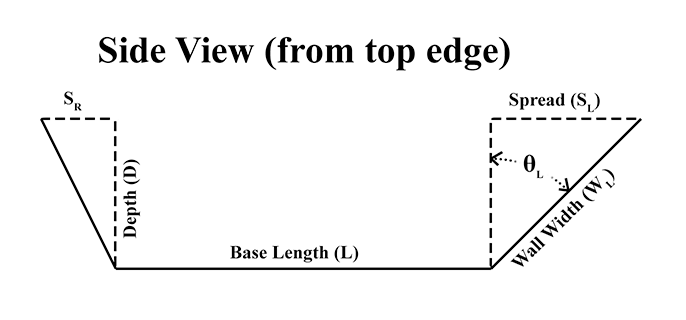 Side View (from top edge)
S_R
Spread (S_L)
Depth (D)
θ_L
Wall Width (W_L)
Base Length (L)